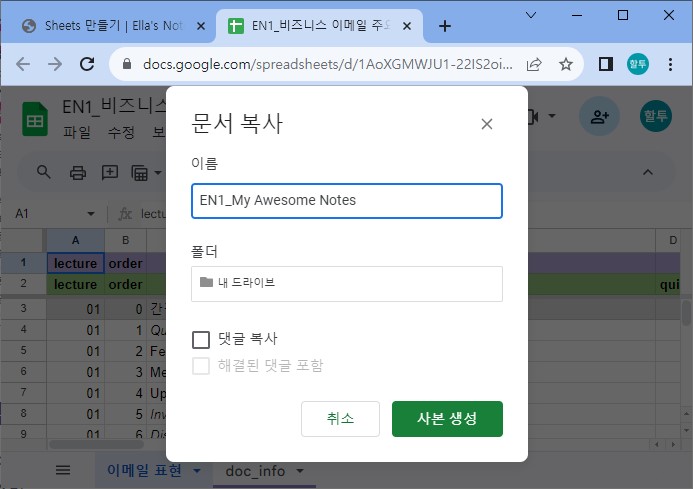 Sheets 만들기 | Ella's Not
EN1_비즈니스 이메일 주요
docs.google.com/spreadsheets/d/1AoXGMWJU1-22IS2oi...
할투
EN1_비즈니스
할투
파일 수정 보
문서 복사
이름
EN1_My Awesome Notes
폴더
내 드라이브
댓글 복사
해결된 댓글 포함
취소
사본 생성
A1
fx lectu
A B D
1 lecture order
2 lecture order qui
3 01 0 간
4 01 1 Qu
5 01 2 Fe
6 01 3 Me
7 01 4 Up
8 01 5 Inv
9 01 6 Dis
이메일 표현
doc_info